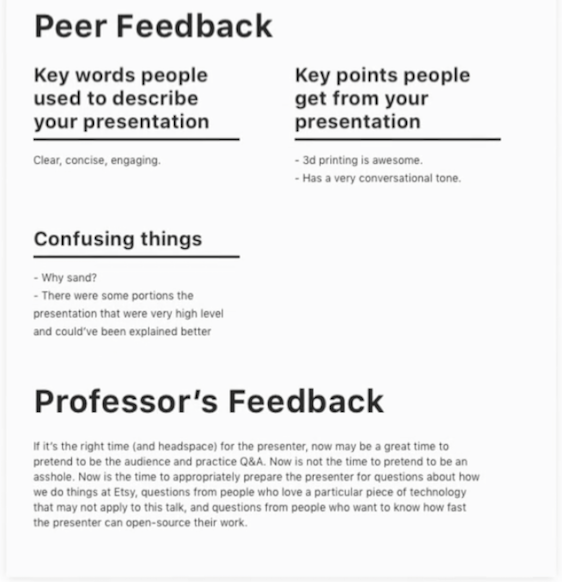 Peer Feedback
Key words people
used to describe
your presentation
Clear, concise, engaging.
Key points people
get from your
presentation
- 3d printing is awesome.
- Has a very conversational tone.
Confusing things
- Why sand?
- There were some portions the
presentation that were very high level
and could've been explained better
Professor's Feedback
If it's the right time (and headspace) for the presenter, now may be a great time to
pretend to be the audience and practice Q&A. Now is not the time to pretend to be an
asshole. Now is the time to appropriately prepare the presenter for questions about how
we do things at Etsy, questions from people who love a particular piece of technology
that may not apply to this talk, and questions from people who want to know how fast
the presenter can open-source their work.